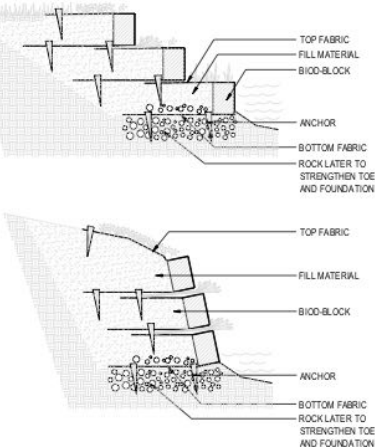 TOP FABRIC
FILL MATERIAL
BIOD-BLOCK
ANCHOR
BOTTOM FABRIC
ROCK LATER TO
STRENGTHEN TOE
AND FOUNDATION
TOP FABRIC
FILL MATERIAL
BIOD-BLOCK
ANCHOR
BOTTOM FABRIC
ROCK LATER TO
STRENGTHEN TOE
AND FOUNDATION